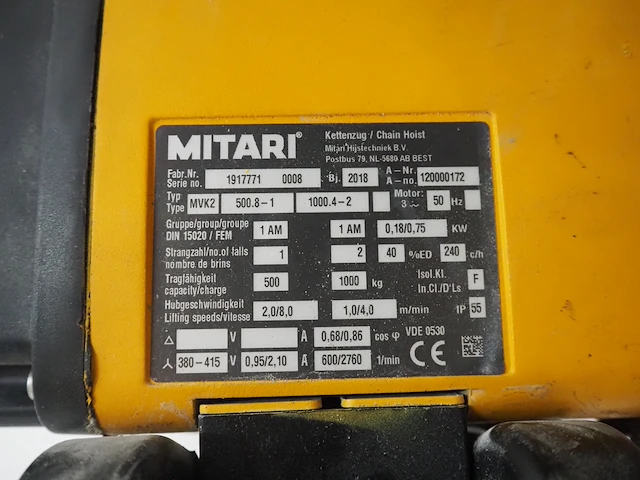 MITARI®
Kettenzug / Chain Hoist
Mitari Hijstechniek B.V.
Postbus 79, NL-5680 AB BEST
Fabr.Nr. Serie no. 1917771 0008 Bj. 2018 A-Nr. A-no. 120000172
Typ Type MVK2 500.8-1 1000.4-2 Motor: 3 ~ 50 Hz
Gruppe/group/groupe DIN 15020 / FEM 1 AM 1 AM 0,18/0,75 KW
Strangzahl/no.of falls nombre de brins 1 2 40 %ED 240 c/h
Tragfähigkeit capacity/charge 500 1000 kg Isol.Kl. In.Cl./D'Ls F
Hubgeschwindigkeit Lifting speeds/vitesse 2,0/8,0 1,0/4,0 m/min IP 55
△ V A 0,68/0,86 cos φ VDE 0530
⅄ 380-415 V 0,95/2,10 A 600/2760 1/min CE